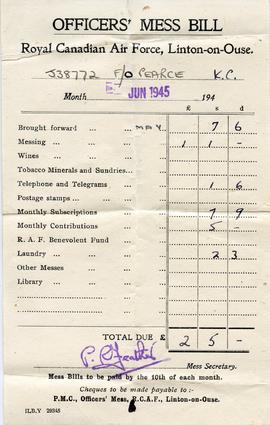 OFFICERS' MESS BILL
Royal Canadian Air Force, Linton-on-Ouse.
J38772 F/O PEARCE K.C.
Month JUN 1945 194
£ s d
Brought forward ... ... MAY 7 6
Messing ... ... ... 1 1 -
Wines ... ... ...
Tobacco Minerals and Sundries...
Telephone and Telegrams ... 1 6
Postage stamps ... ... ...
Monthly Subscriptions ... 7 9
Monthly Contributions ... 5 -
R. A. F. Benevolent Fund
Laundry ... ... ... 2 3
Other Messes ... ...
Library ... ... ...
TOTAL DUE £ 2 5 -
Mess Secretary.
Mess Bills to be paid by the 10th of each month.
Cheques to be made payable to:-
P.M.C., Officers' Mess, R.C.A.F., Linton-on-Ouse.
H.B.Y 29345